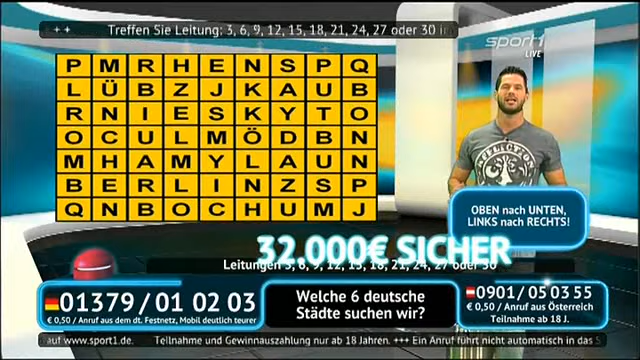 ++ Treffen Sie Leitung: 3, 6, 9, 12, 15, 18, 21, 24, 27 oder 30 in
sport1
LIVE
P M R H E N S P Q
L Ü B Z J K A U B
R N I E S K Y T O
O C U L M Ö D B N
M H A M Y L A U N
B E R L I N Z S P
Q N B O C H U M J
AFFLICTION
OBEN nach UNTEN,
LINKS nach RECHTS!
32.000€ SICHER
Leitungen 3, 6, 9, 12, 15, 18, 21, 24, 27 oder 30
01379/01 02 03
€ 0,50 / Anruf aus dem dt. Festnetz, Mobil deutlich teurer
Welche 6 deutsche
Städte suchen wir?
0901/05 03 55
€ 0,50 / Anruf aus Österreich
Teilnahme ab 18 J.
auf www.sport1.de. Teilnahme und Gewinnauszahlung nur ab 18 Jahren. +++ Ein Anruf führt nicht automatisch in das S